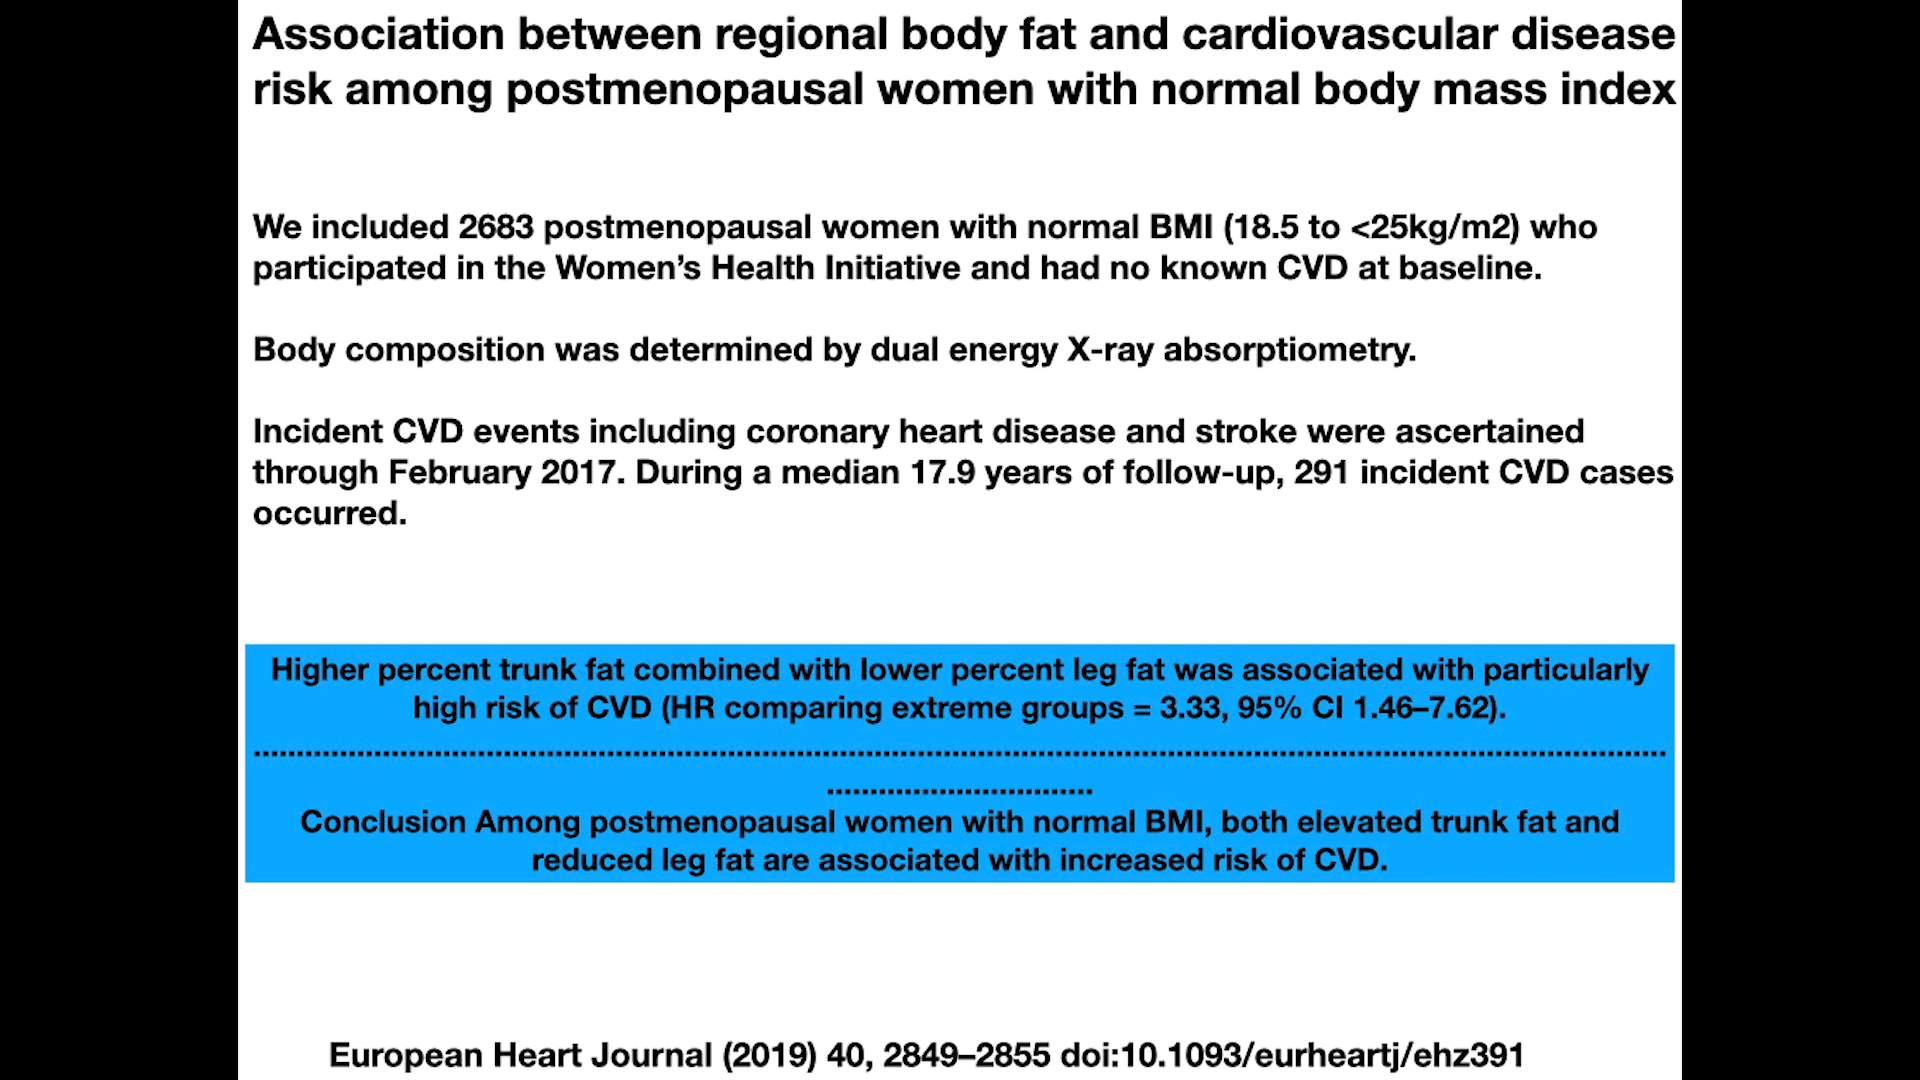 Association between regional body fat and cardiovascular disease
risk among postmenopausal women with normal body mass index
We included 2683 postmenopausal women with normal BMI (18.5 to <25kg/m2) who
participated in the Women’s Health Initiative and had no known CVD at baseline.
Body composition was determined by dual energy X-ray absorptiometry.
Incident CVD events including coronary heart disease and stroke were ascertained
through February 2017. During a median 17.9 years of follow-up, 291 incident CVD cases
occurred.
Higher percent trunk fat combined with lower percent leg fat was associated with particularly
high risk of CVD (HR comparing extreme groups = 3.33, 95% CI 1.46–7.62).
Conclusion Among postmenopausal women with normal BMI, both elevated trunk fat and
reduced leg fat are associated with increased risk of CVD.
European Heart Journal (2019) 40, 2849–2855 doi:10.1093/eurheartj/ehz391